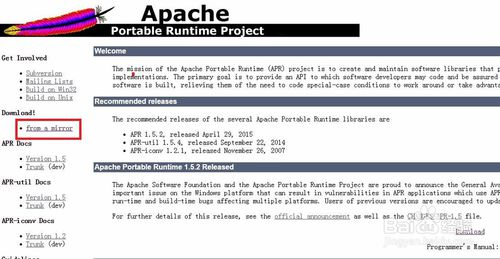 Apache
Portable Runtime Project
Get Involved
Subversion
Mailing Lists
Build on Win32
Build on Unix
Download!
from a mirror
APR Docs
Version 1.5
Trunk (dev)
APR-util Docs
Version 1.5
Trunk (dev)
APR-iconv Docs
Version 1.2
Trunk (dev)
Guidelines
Welcome
The mission of the Apache Portable Runtime (APR) project is to create and maintain software libraries that p
implementations. The primary goal is to provide an API to which software developers may code and be assured
software is built, relieving them of the need to code special-case conditions to work around or take advantag
Recommended releases
The recommended releases of the several Apache Portable Runtime libraries are
APR 1.5.2, released April 29, 2015
APR-util 1.5.4, released September 22, 2014
APR-iconv 1.2.1, released November 26, 2007
Apache Portable Runtime 1.5.2 Released
The Apache Software Foundation and the Apache Portable Runtime Project are proud to announce the General Ava
important issue on the Windows platform that can result in vulnerabilities in APR applications which use APR
run-time and build-time bugs affecting multiple platforms. Users of previous versions are encouraged to upda
For further details of this release, see the official announcement as well as the CHANGES-APR-1.5 file.
Download
Programmer's Manual: